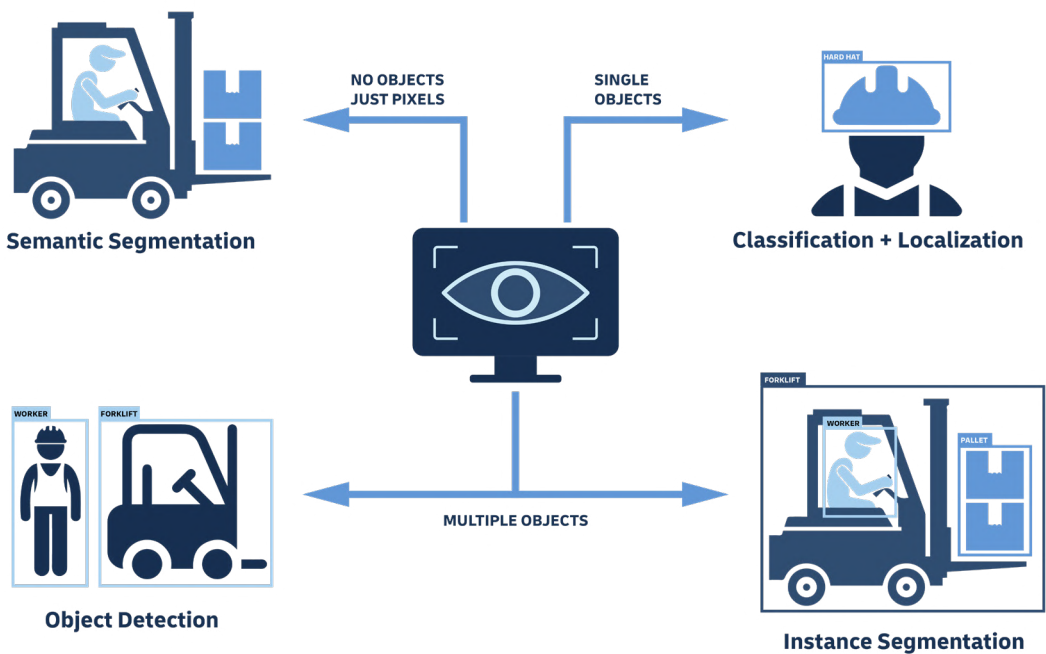 NO OBJECTS
JUST PIXELS
SINGLE
OBJECTS
HARD HAT
Semantic Segmentation
Classification + Localization
WORKER
FORKLIFT
MULTIPLE OBJECTS
FORKLIFT
WORKER
PALLET
Object Detection
Instance Segmentation